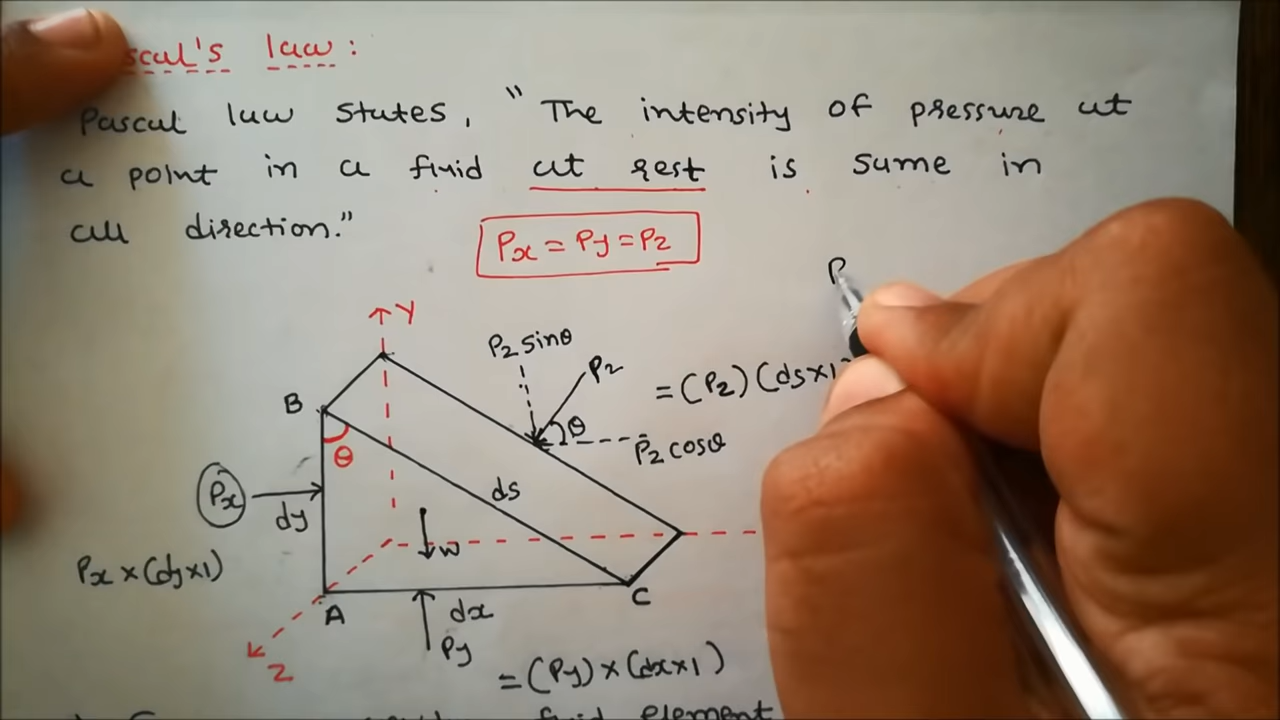 scal's law:
Pascal law states, "The intensity of pressure at
a point in a fluid at rest is same in
all direction."
Px = Py = Pz
P
Y
Pz sinθ
Pz
= (Pz) (ds×1
B
θ
θ
Pz cosθ
Px
ds
dy
W
Px × (dy×1)
A
dx
C
Py
Z
= (Py) × (dx×1)
fluid element